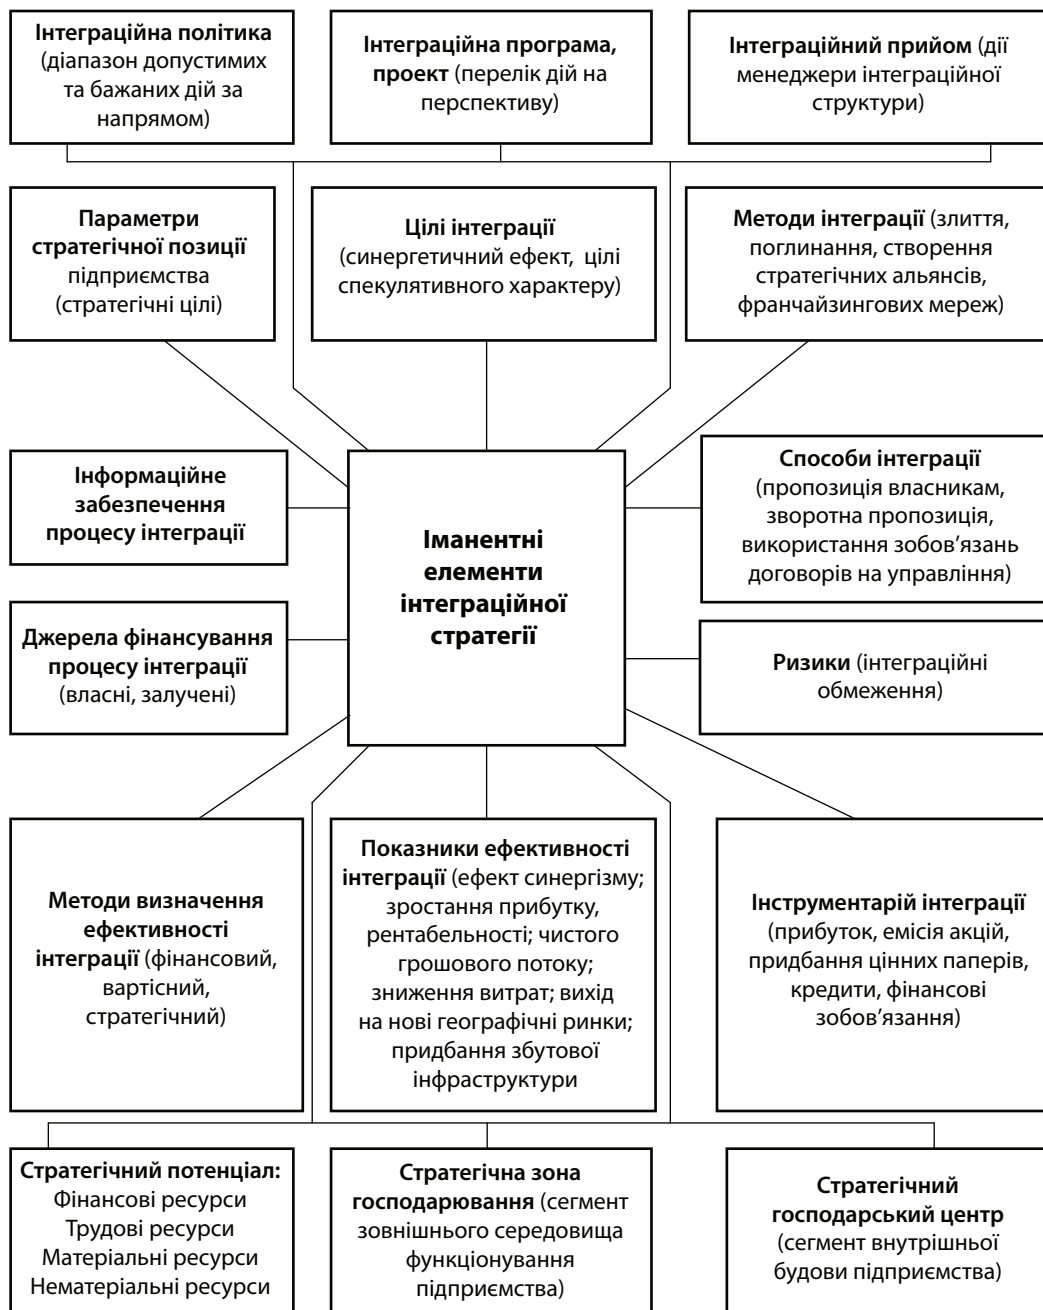 Інтеграційна політика
(діапазон допустимих
та бажаних дій за
напрямом)
Інтеграційна програма,
проект (перелік дій на
перспективу)
Інтеграційний прийом (дії
менеджери інтеграційної
структури)
Параметри
стратегічної позиції
підприємства
(стратегічні цілі)
Цілі інтеграції
(синергетичний ефект, цілі
спекулятивного характеру)
Методи інтеграції (злиття,
поглинання, створення
стратегічних альянсів,
франчайзингових мереж)
Інформаційне
забезпечення
процесу інтеграції
Іманентні
елементи
інтеграційної
стратегії
Способи інтеграції
(пропозиція власникам,
зворотна пропозиція,
використання зобов'язань
договорів на управління)
Джерела фінансування
процесу інтеграції
(власні, залучені)
Ризики (інтеграційні
обмеження)
Методи визначення
ефективності
інтеграції (фінансовий,
вартісний,
стратегічний)
Показники ефективності
інтеграції (ефект синергізму;
зростання прибутку,
рентабельності; чистого
грошового потоку;
зниження витрат; вихід
на нові географічні ринки;
придбання збутової
інфраструктури
Інструментарій інтеграції
(прибуток, емісія акцій,
придбання цінних паперів,
кредити, фінансові
зобов'язання)
Стратегічний потенціал:
Фінансові ресурси
Трудові ресурси
Матеріальні ресурси
Нематеріальні ресурси
Стратегічна зона
господарювання (сегмент
зовнішнього середовища
функціонування
підприємства)
Стратегічний
господарський центр
(сегмент внутрішньої
будови підприємства)